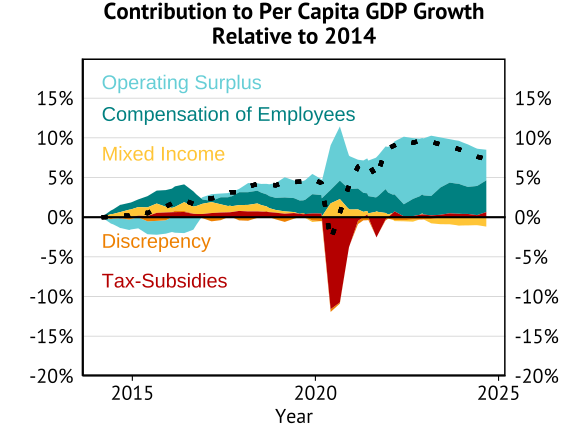 Contribution to Per Capita GDP Growth
Relative to 2014
Operating Surplus
15% 15%
Compensation of Employees
10% 10%
Mixed Income
5% 5%
0% 0%
Discrepency
-5% -5%
Tax-Subsidies
-10% -10%
-15% -15%
-20% -20%
2015 2020 2025
Year